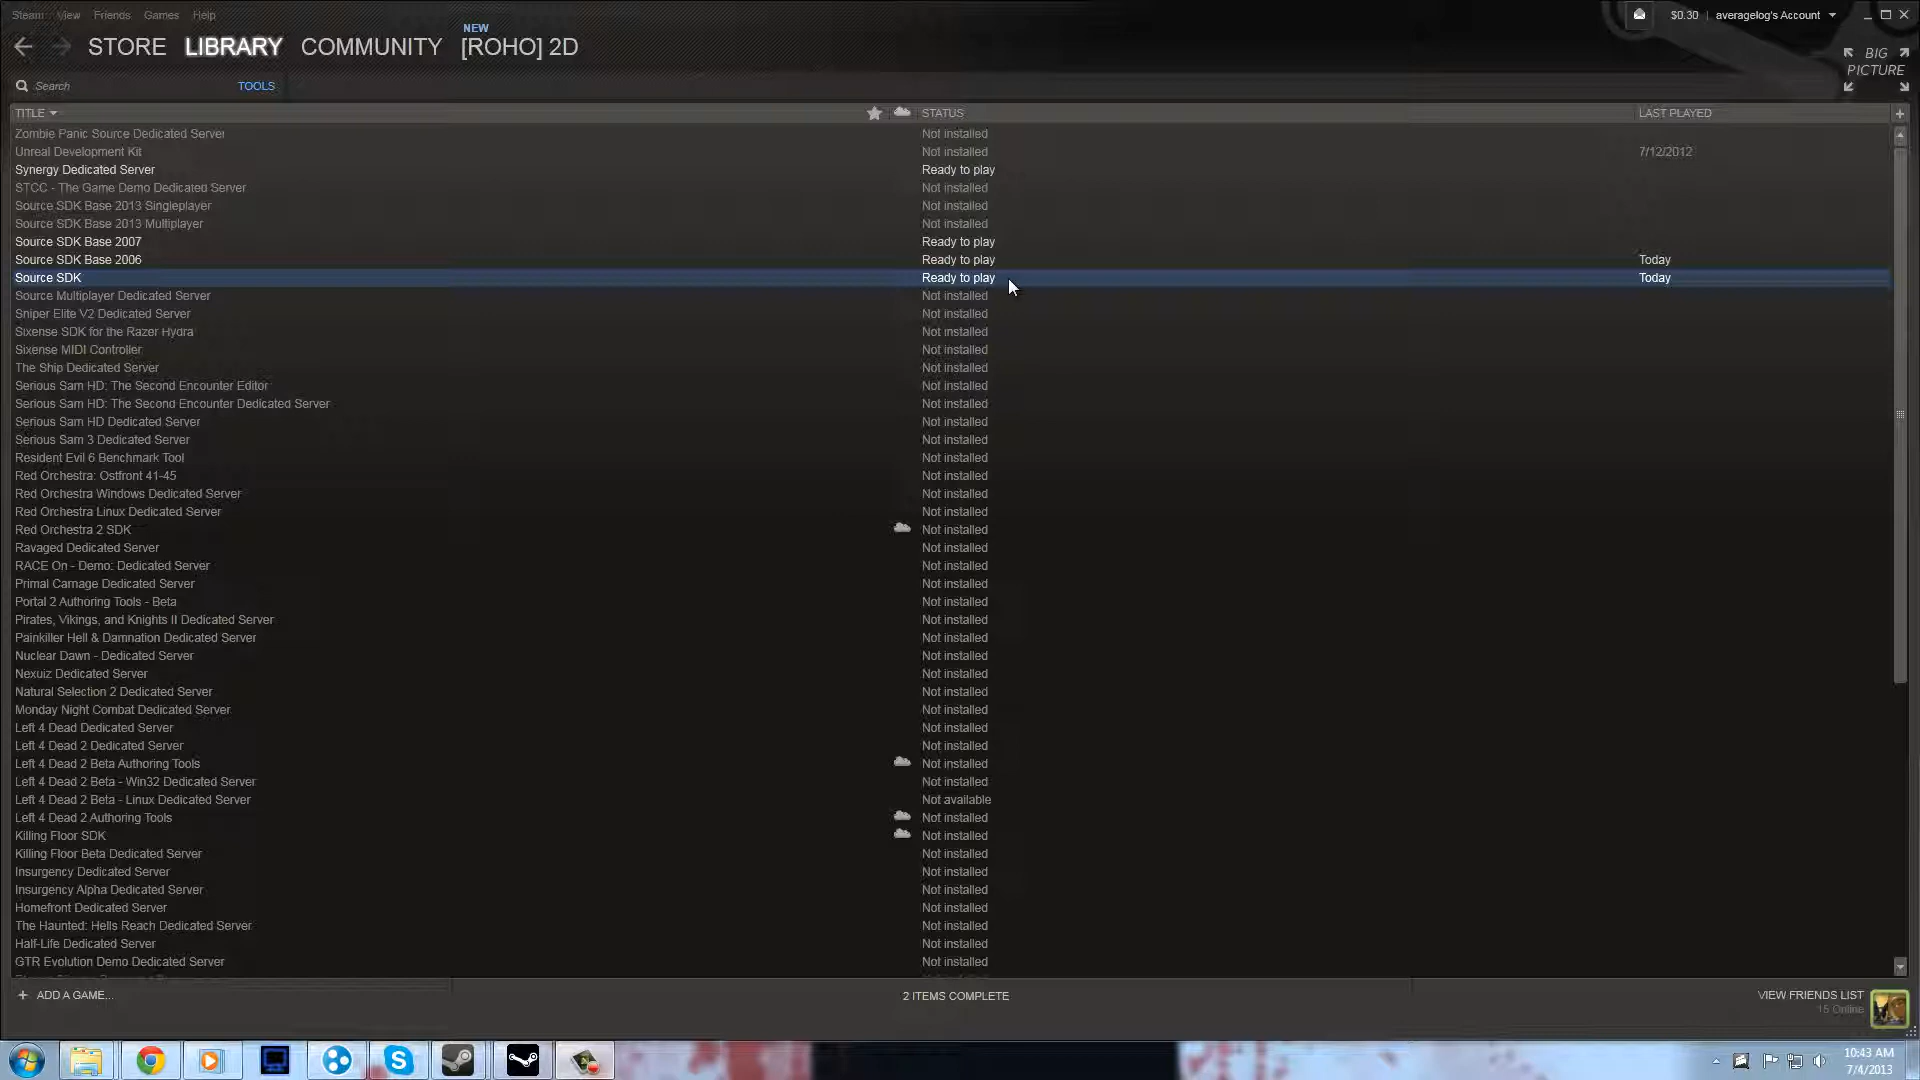 Steam View Friends Games Help
$0.30 | averagelog's Account
NEW
STORE LIBRARY COMMUNITY [ROHO] 2D
BIG
PICTURE
Search TOOLS
TITLE STATUS LAST PLAYED
Zombie Panic Source Dedicated Server Not installed
Unreal Development Kit Not installed 7/12/2012
Synergy Dedicated Server Ready to play
STCC - The Game Demo Dedicated Server Not installed
Source SDK Base 2013 Singleplayer Not installed
Source SDK Base 2013 Multiplayer Not installed
Source SDK Base 2007 Ready to play
Source SDK Base 2006 Ready to play Today
Source SDK Ready to play Today
Source Multiplayer Dedicated Server Not installed
Sniper Elite V2 Dedicated Server Not installed
Sixense SDK for the Razer Hydra Not installed
Sixense MIDI Controller Not installed
The Ship Dedicated Server Not installed
Serious Sam HD: The Second Encounter Editor Not installed
Serious Sam HD: The Second Encounter Dedicated Server Not installed
Serious Sam HD Dedicated Server Not installed
Serious Sam 3 Dedicated Server Not installed
Resident Evil 6 Benchmark Tool Not installed
Red Orchestra: Ostfront 41-45 Not installed
Red Orchestra Windows Dedicated Server Not installed
Red Orchestra Linux Dedicated Server Not installed
Red Orchestra 2 SDK Not installed
Ravaged Dedicated Server Not installed
RACE On - Demo: Dedicated Server Not installed
Primal Carnage Dedicated Server Not installed
Portal 2 Authoring Tools - Beta Not installed
Pirates, Vikings, and Knights II Dedicated Server Not installed
Painkiller Hell & Damnation Dedicated Server Not installed
Nuclear Dawn - Dedicated Server Not installed
Nexuiz Dedicated Server Not installed
Natural Selection 2 Dedicated Server Not installed
Monday Night Combat Dedicated Server Not installed
Left 4 Dead Dedicated Server Not installed
Left 4 Dead 2 Dedicated Server Not installed
Left 4 Dead 2 Beta Authoring Tools Not installed
Left 4 Dead 2 Beta - Win32 Dedicated Server Not installed
Left 4 Dead 2 Beta - Linux Dedicated Server Not available
Left 4 Dead 2 Authoring Tools Not installed
Killing Floor SDK Not installed
Killing Floor Beta Dedicated Server Not installed
Insurgency Dedicated Server Not installed
Insurgency Alpha Dedicated Server Not installed
Homefront Dedicated Server Not installed
The Haunted: Hells Reach Dedicated Server Not installed
Half-Life Dedicated Server Not installed
GTR Evolution Demo Dedicated Server Not installed
+ ADD A GAME... 2 ITEMS COMPLETE VIEW FRIENDS LIST
15 Online
10:43 AM
7/4/2013